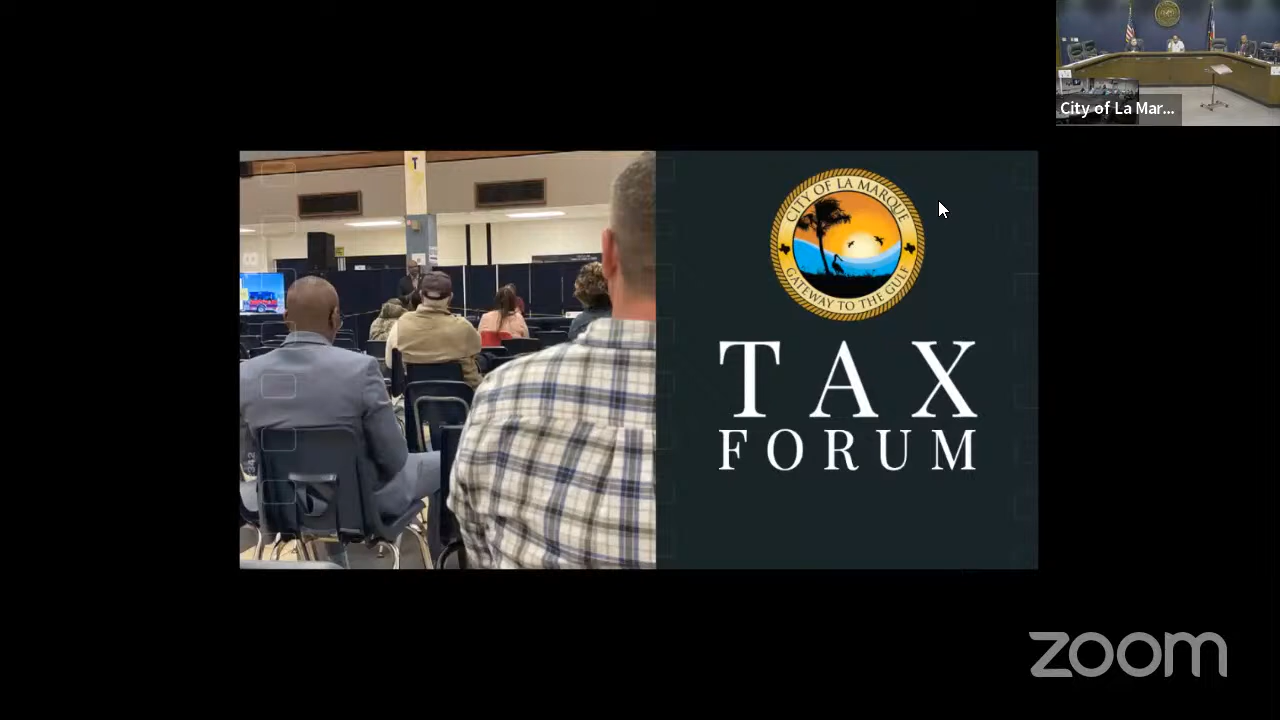 City of La Mar...
T
CITY OF LA MARQUE
GATEWAY TO THE GULF
TAX
FORUM
zoom